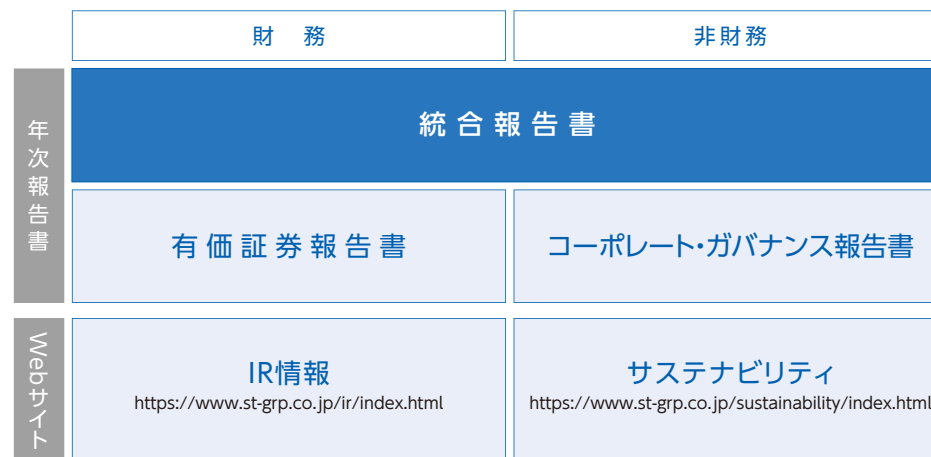 財 務
非財務
年次報告書
統合報告書
有価証券報告書
コーポレート・ガバナンス報告書
Webサイト
IR情報
https://www.st-grp.co.jp/ir/index.html
サステナビリティ
https://www.st-grp.co.jp/sustainability/index.html